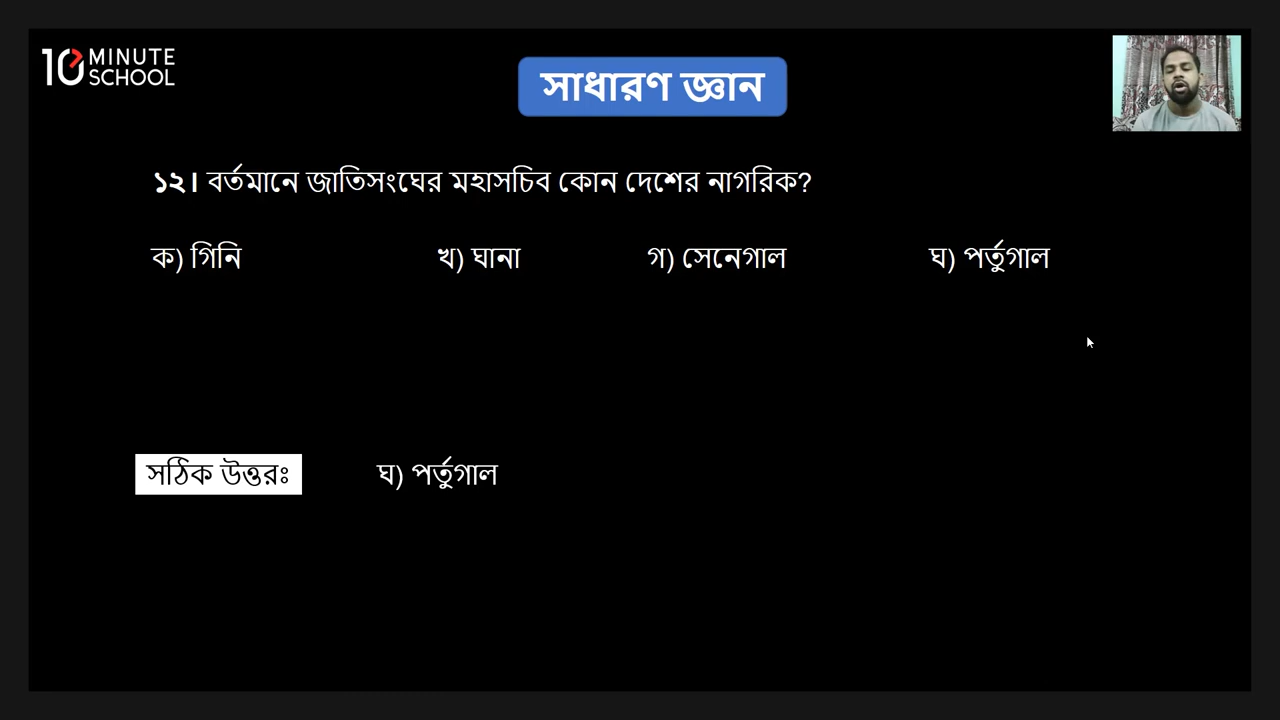 10 MINUTE SCHOOL
সাধারণ জ্ঞান
১২। বর্তমানে জাতিসংঘের মহাসচিব কোন দেশের নাগরিক?
ক) গিনি খ) ঘানা গ) সেনেগাল ঘ) পর্তুগাল
সঠিক উত্তরঃ ঘ) পর্তুগাল